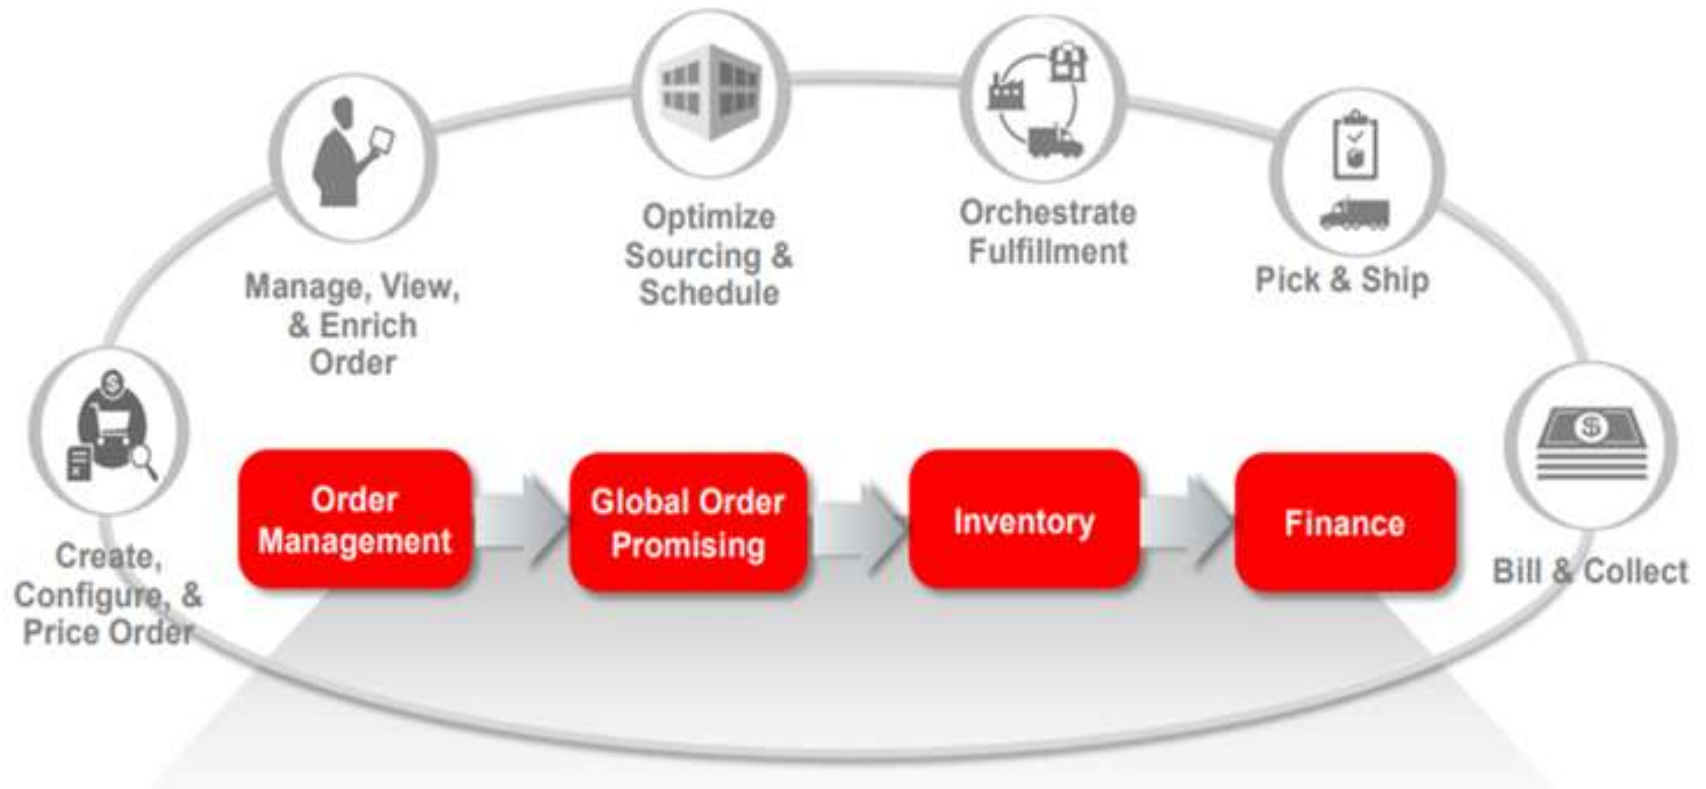 Create,
Configure, &
Price Order
Manage, View,
& Enrich
Order
Optimize
Sourcing &
Schedule
Orchestrate
Fulfillment
Pick & Ship
Bill & Collect
Order
Management
Global Order
Promising
Inventory
Finance